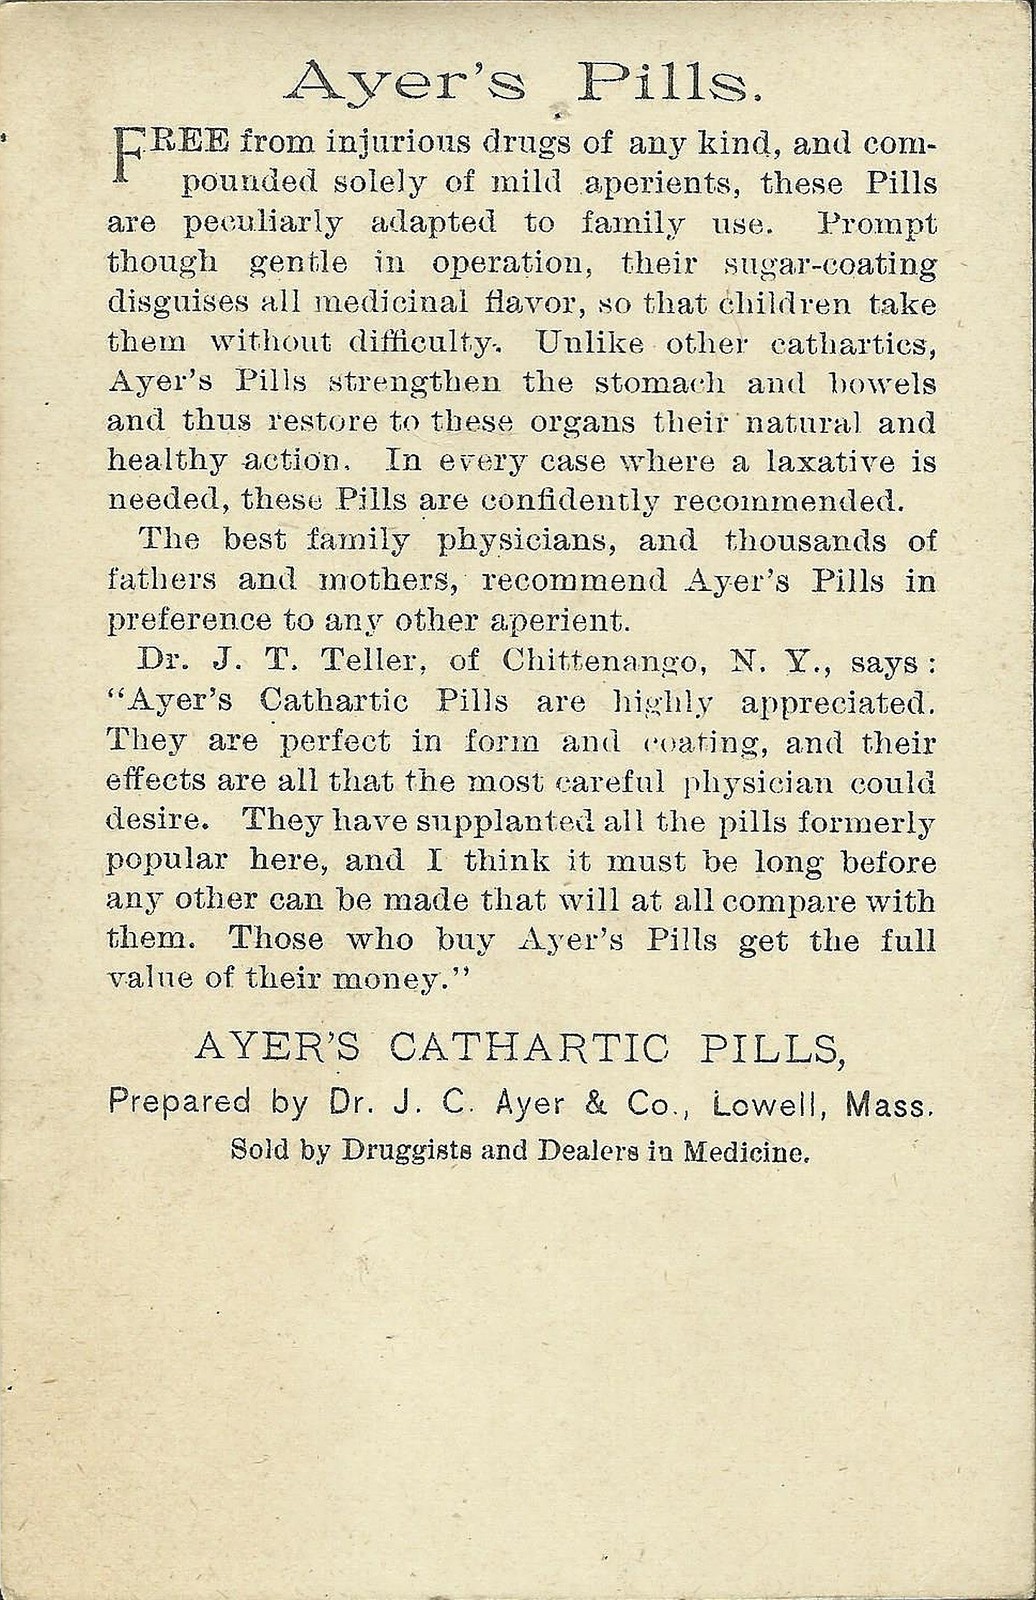 Ayer's Pills.
FREE from injurious drugs of any kind, and com-
pounded solely of mild aperients, these Pills
are peculiarly adapted to family use. Prompt
though gentle in operation, their sugar-coating
disguises all medicinal flavor, so that children take
them without difficulty. Unlike other cathartics,
Ayer's Pills strengthen the stomach and bowels
and thus restore to these organs their natural and
healthy action. In every case where a laxative is
needed, these Pills are confidently recommended.
The best family physicians, and thousands of
fathers and mothers, recommend Ayer's Pills in
preference to any other aperient.
Dr. J. T. Teller, of Chittenango, N. Y., says :
"Ayer's Cathartic Pills are highly appreciated.
They are perfect in form and coating, and their
effects are all that the most careful physician could
desire. They have supplanted all the pills formerly
popular here, and I think it must be long before
any other can be made that will at all compare with
them. Those who buy Ayer's Pills get the full
value of their money."
AYER'S CATHARTIC PILLS,
Prepared by Dr. J. C. Ayer & Co., Lowell, Mass.
Sold by Druggists and Dealers in Medicine.